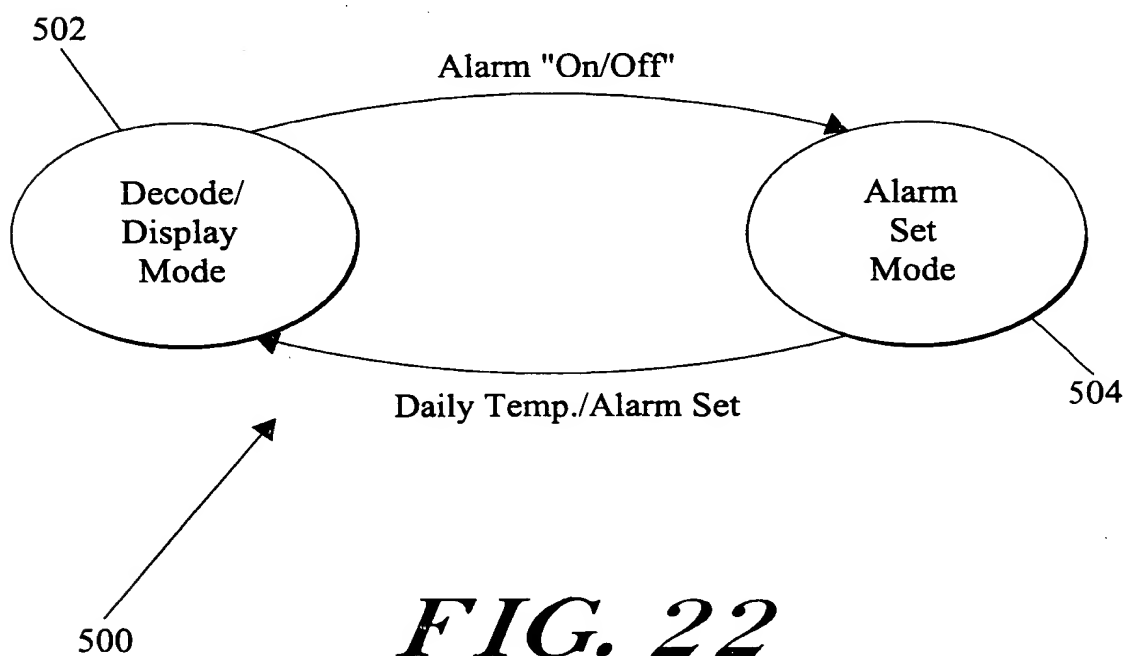 502
Alarm "On/Off"
Decode/
Display
Mode
Alarm
Set
Mode
504
Daily Temp./Alarm Set
500
FIG. 22